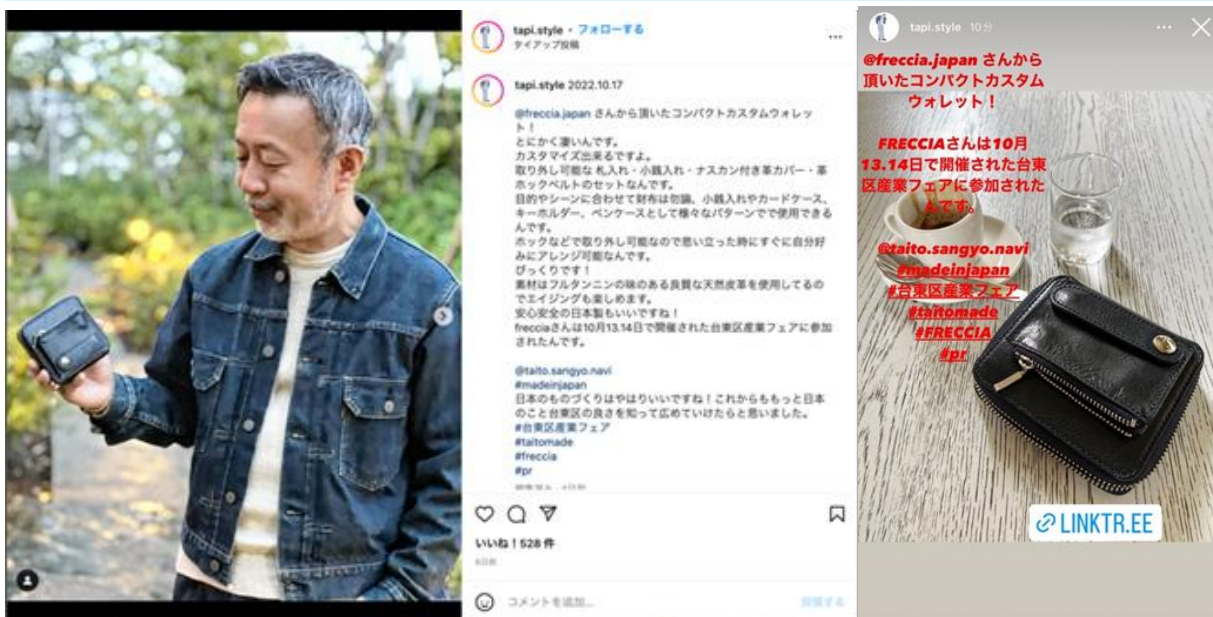 tapi.style・フォローする
タイアップ投稿
tapi.style 2022.10.17
@freccia.japan さんから頂いたコンパクトカスタムウォレッ
ト！
とにかく凄いんです。
カスタマイズ出来るですよ。
取り外し可能な 札入れ・小銭入れ・ナスカン付き革カバー・革
ホックベルトのセットなんです。
目的やシーンに合わせて財布は勿論、小銭入れやカードケース、
キーホルダー、ペンケースとして様々なパターンでで使用できる
んです。
ホックなどで取り外し可能なので思い立った時にすぐに自分好
みにアレンジ可能なんです。
びっくりです！
素材はフルタンニンの味のある良質な天然皮革を使用してるの
でエイジングも楽しめます。
安心安全の日本製もいいですね！
frecciaさんは10月13.14日で開催された台東区産業フェアに参加
されたんです。
@taito.sangyo.navi
#madeinjapan
日本のものづくりはやはりいいですね！これからももっと日本
のこと台東区の良さを知って広めていけたらと思いました。
#台東区産業フェア
#taitomade
#freccia
#pr
いいね！528 件
コメントを追加...
投稿する
tapi.style 10分
@freccia.japan さんから
頂いたコンパクトカスタム
ウォレット！
FRECCIAさんは10月
13.14日で開催された台東
区産業フェアに参加された
んです。
@taito.sangyo.navi
#madeinjapan
#台東区産業フェア
#taitomade
#FRECCIA
#pr
LINKTR.EE